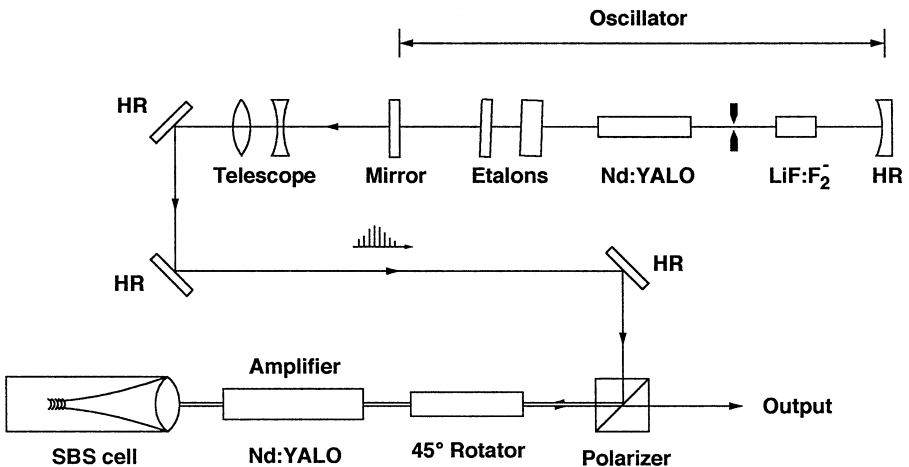 Oscillator
HR
Telescope
Mirror
Etalons
Nd:YALO
LiF:F₂⁻
HR
HR
HR
Amplifier
Output
SBS cell
Nd:YALO
45° Rotator
Polarizer